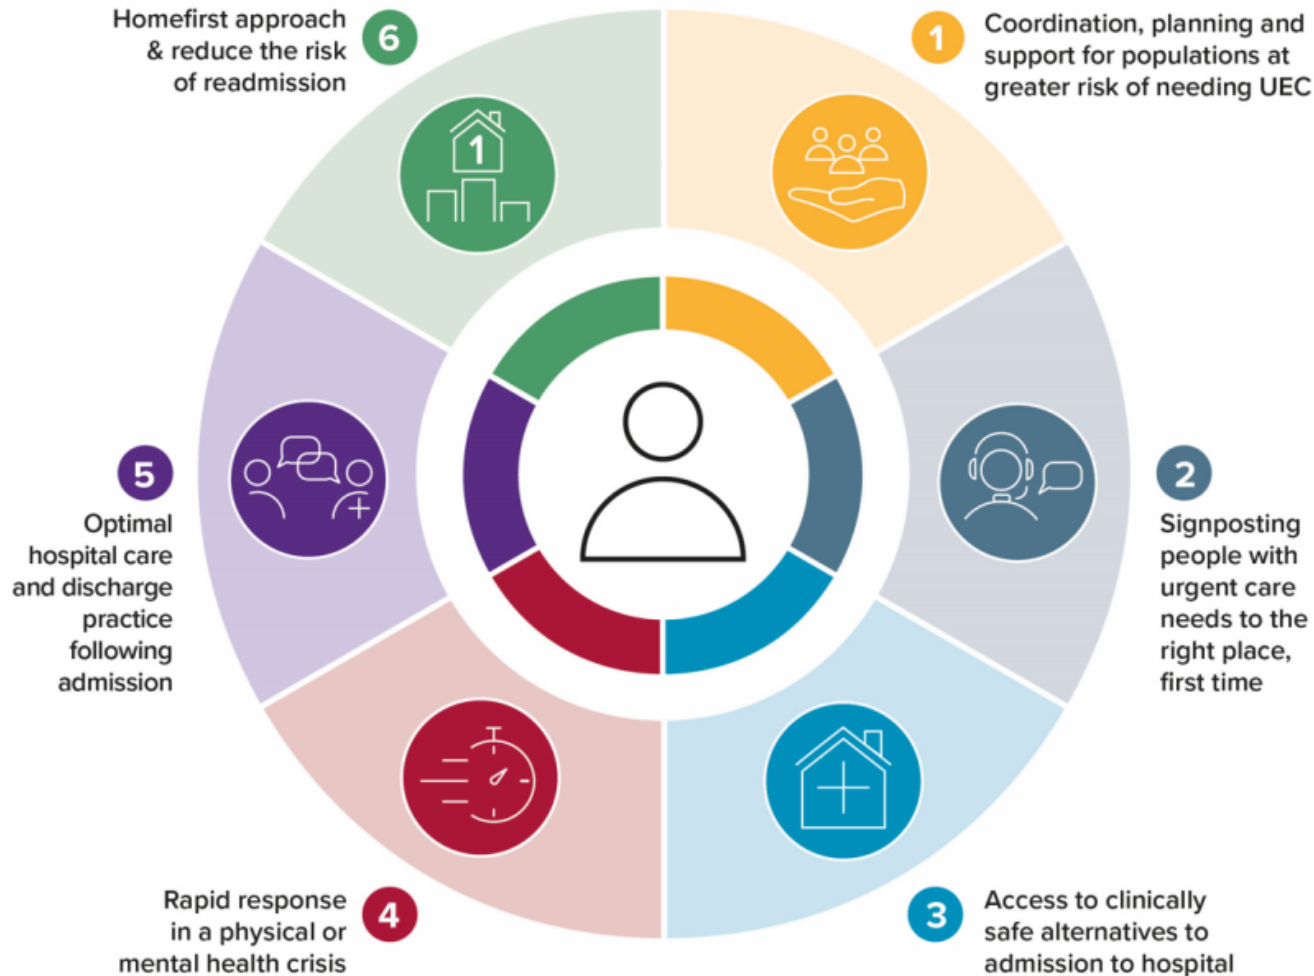 1
Coordination, planning and
support for populations at
greater risk of needing UEC
2
Signposting
people with
urgent care
needs to the
right place,
first time
3
Access to clinically
safe alternatives to
admission to hospital
4
Rapid response
in a physical or
mental health crisis
5
Optimal
hospital care
and discharge
practice
following
admission
6
Homefirst approach
& reduce the risk
of readmission
1